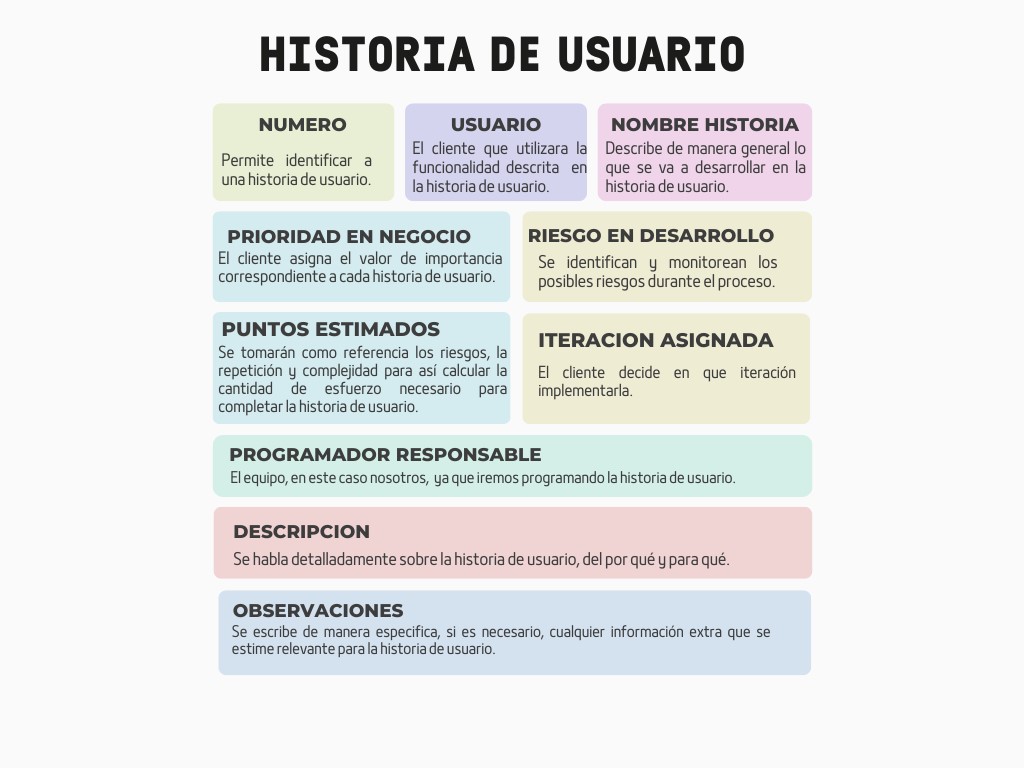 HISTORIA DE USUARIO
NUMERO
Permite identificar a
una historia de usuario.
USUARIO
El cliente que utilizara la
funcionalidad descrita en
la historia de usuario.
NOMBRE HISTORIA
Describe de manera general lo
que se va a desarrollar en la
historia de usuario.
PRIORIDAD EN NEGOCIO
El cliente asigna el valor de importancia
correspondiente a cada historia de usuario.
RIESGO EN DESARROLLO
Se identifican y monitorean los
posibles riesgos durante el proceso.
PUNTOS ESTIMADOS
Se tomarán como referencia los riesgos, la
repetición y complejidad para así calcular la
cantidad de esfuerzo necesario para
completar la historia de usuario.
ITERACION ASIGNADA
El cliente decide en que iteración
implementarla.
PROGRAMADOR RESPONSABLE
El equipo, en este caso nosotros, ya que iremos programando la historia de usuario.
DESCRIPCION
Se habla detalladamente sobre la historia de usuario, del por qué y para qué.
OBSERVACIONES
Se escribe de manera especifica, si es necesario, cualquier información extra que se
estime relevante para la historia de usuario.